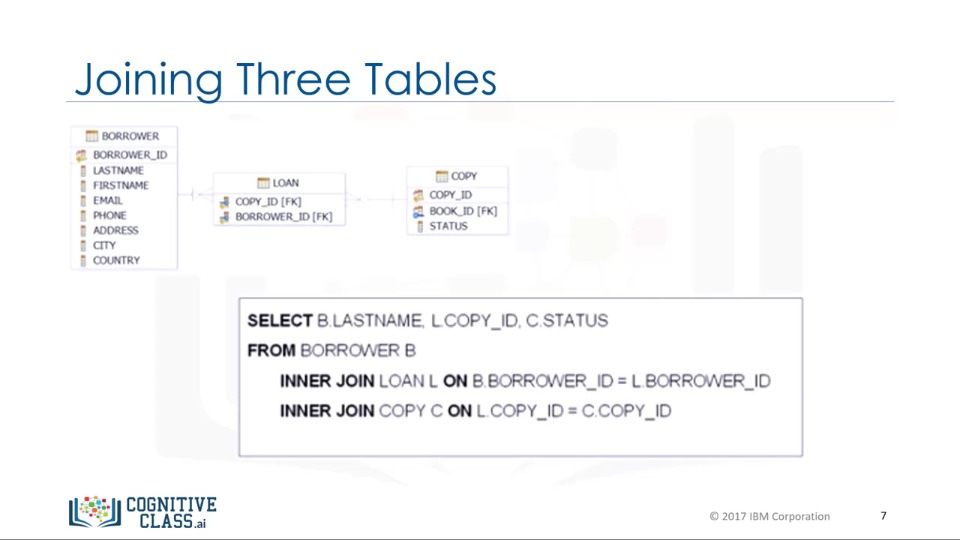 Joining Three Tables
BORROWER
BORROWER_ID
LASTNAME
FIRSTNAME
EMAIL
PHONE
ADDRESS
CITY
COUNTRY
LOAN
COPY_ID [FK]
BORROWER_ID [FK]
COPY
COPY_ID
BOOK_ID [FK]
STATUS
SELECT B.LASTNAME, L.COPY_ID, C.STATUS
FROM BORROWER B
INNER JOIN LOAN L ON B.BORROWER_ID = L.BORROWER_ID
INNER JOIN COPY C ON L.COPY_ID = C.COPY_ID
COGNITIVE
CLASS.ai
© 2017 IBM Corporation
7